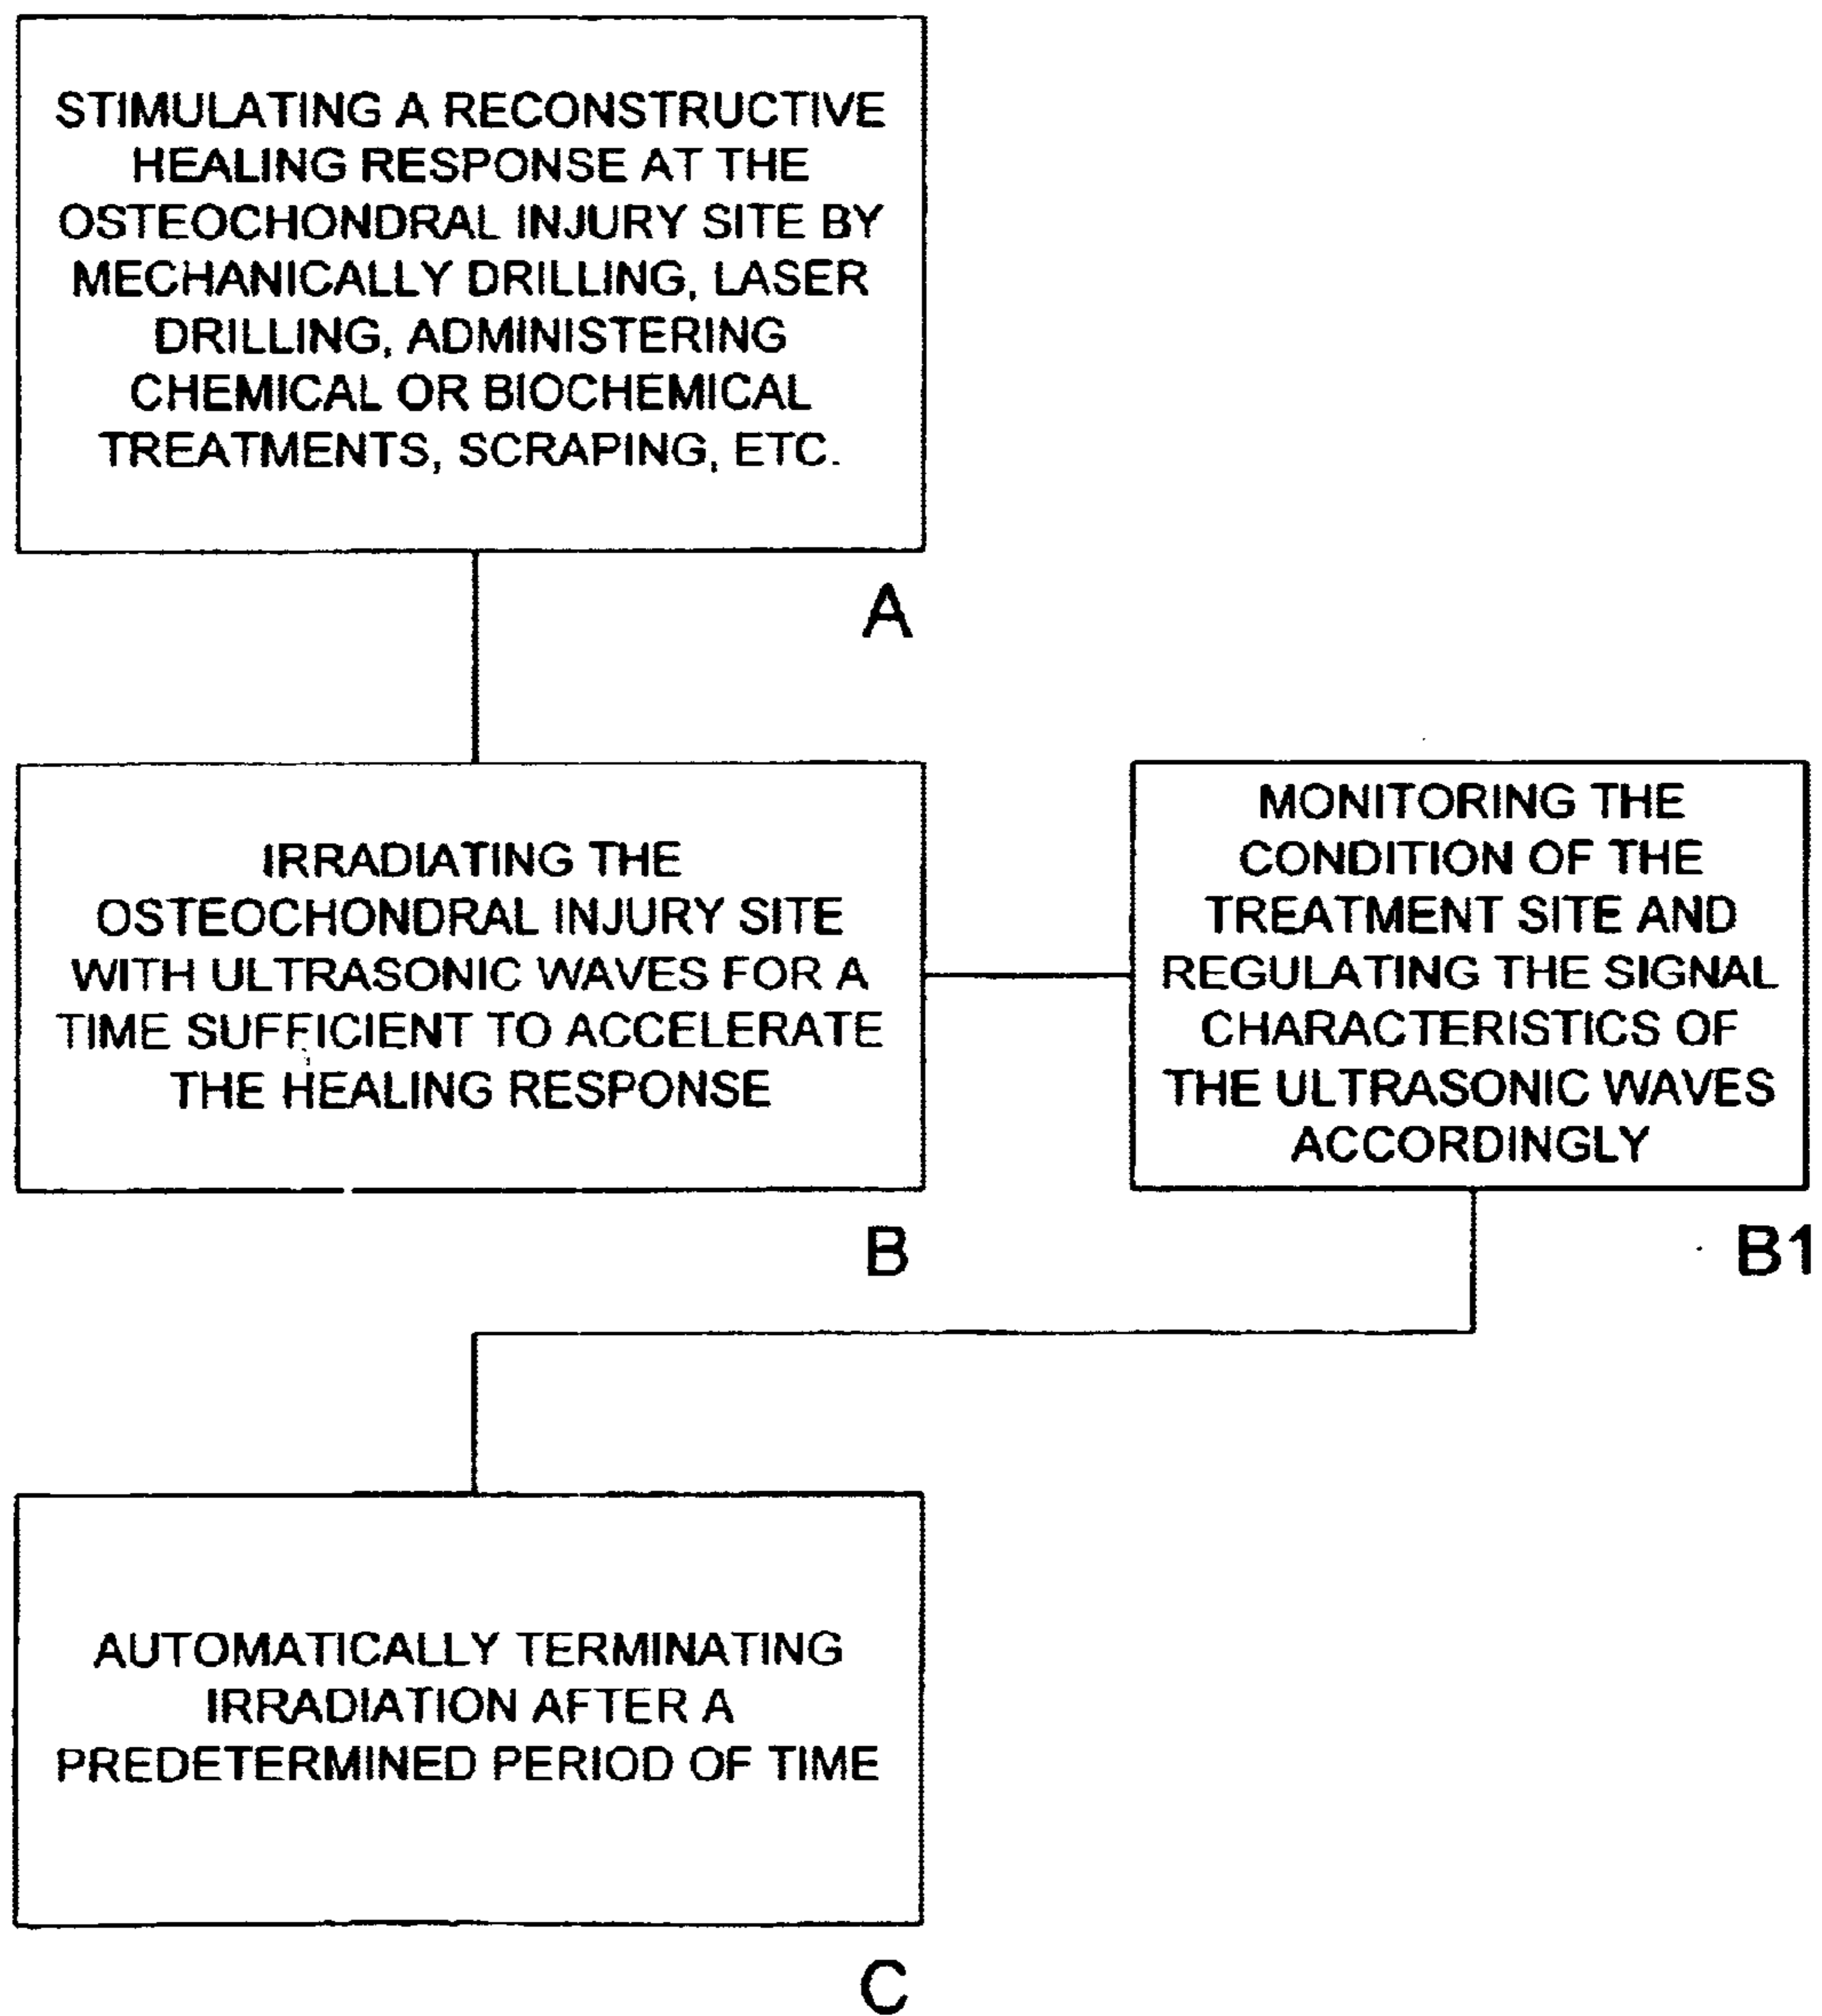 STIMULATING A RECONSTRUCTIVE
HEALING RESPONSE AT THE
OSTEOCHONDRAL INJURY SITE BY
MECHANICALLY DRILLING, LASER
DRILLING, ADMINISTERING
CHEMICAL OR BIOCHEMICAL
TREATMENTS, SCRAPING, ETC.
A
IRRADIATING THE
OSTEOCHONDRAL INJURY SITE
WITH ULTRASONIC WAVES FOR A
TIME SUFFICIENT TO ACCELERATE
THE HEALING RESPONSE
B
MONITORING THE
CONDITION OF THE
TREATMENT SITE AND
REGULATING THE SIGNAL
CHARACTERISTICS OF
THE ULTRASONIC WAVES
ACCORDINGLY
B1
AUTOMATICALLY TERMINATING
IRRADIATION AFTER A
PREDETERMINED PERIOD OF TIME
C